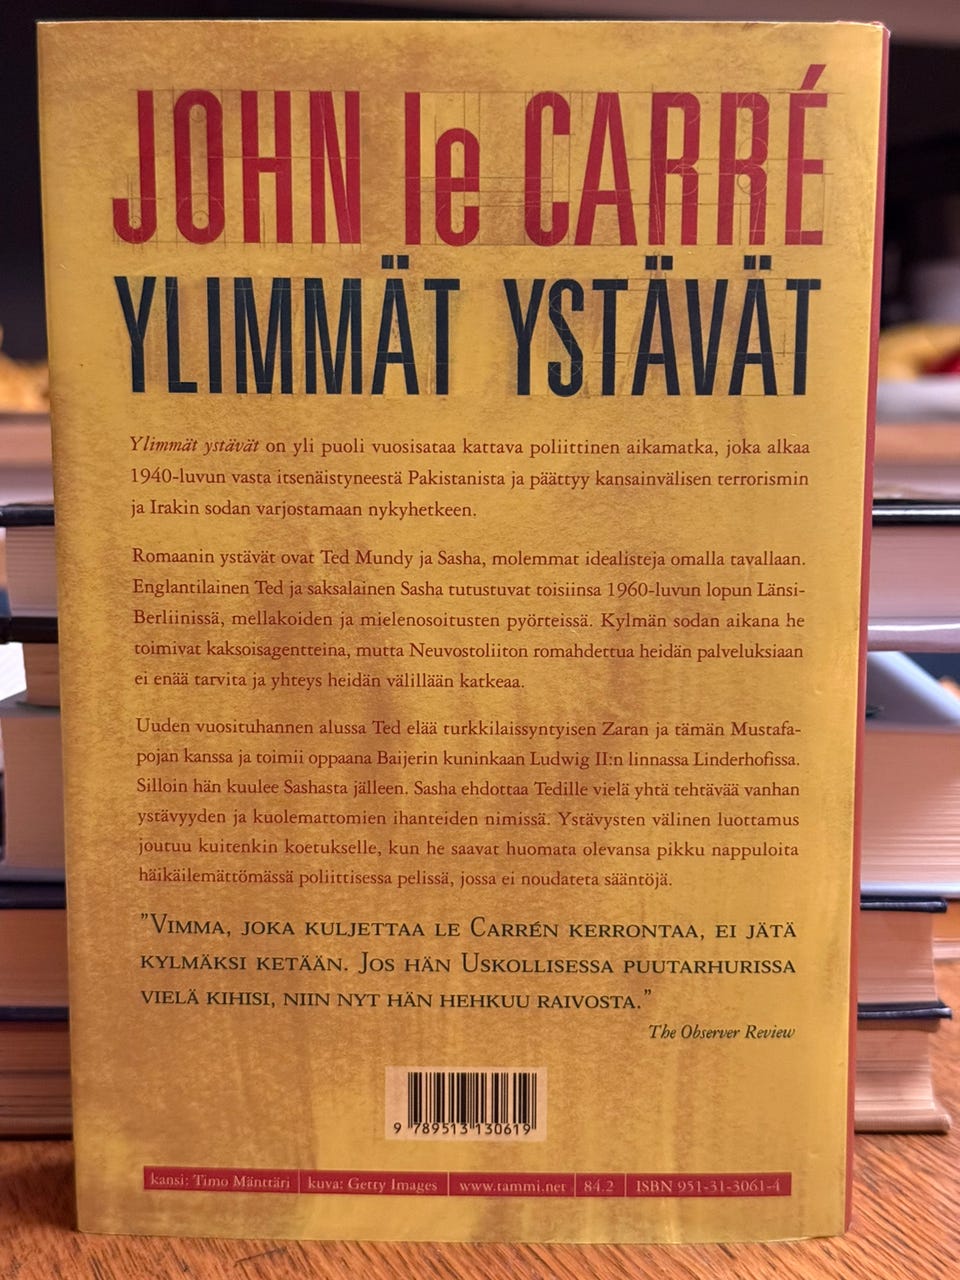 JOHN le CARRÉ
YLIMMÄT YSTÄVÄT
Ylimmät ystävät on yli puoli vuosisataa kattava poliittinen aikamatka, joka alkaa
1940-luvun vasta itsenäistyneestä Pakistanista ja päättyy kansainvälisen terrorismin
ja Irakin sodan varjostamaan nykyhetkeen.
Romaanin ystävät ovat Ted Mundy ja Sasha, molemmat idealisteja omalla tavallaan.
Englantilainen Ted ja saksalainen Sasha tutustuvat toisiinsa 1960-luvun lopun Länsi-
Berliinissä, mellakoiden ja mielenosoitusten pyörteissä. Kylmän sodan aikana he
toimivat kaksoisagentteina, mutta Neuvostoliiton romahdettua heidän palveluksiaan
ei enää tarvita ja yhteys heidän välillään katkeaa.
Uuden vuosituhannen alussa Ted elää turkkilaissyntyisen Zaran ja tämän Mustafa-
pojan kanssa ja toimii oppaana Baijerin kuninkaan Ludwig II:n linnassa Linderhofissa.
Silloin hän kuulee Sashasta jälleen. Sasha ehdottaa Tedille vielä yhtä tehtävää vanhan
ystävyyden ja kuolemattomien ihanteiden nimissä. Ystävysten välinen luottamus
joutuu kuitenkin koetukselle, kun he saavat huomata olevansa pikku nappuloita
häikäilemättömässä poliittisessa pelissä, jossa ei noudateta sääntöjä.
"VIMMA, JOKA KULJETTAA LE CARRÉN KERRONTAA, EI JÄTÄ
KYLMÄKSI KETÄÄN. JOS HÄN USKOLLISESSA PUUTARHURISSA
VIELÄ KIHISI, NIIN NYT HÄN HEHKUU RAIVOSTA."
The Observer Review
9 789513 130619
kansi: Timo Mänttäri | kuva: Getty Images | www.tammi.net | 84.2 | ISBN 951-31-3061-4